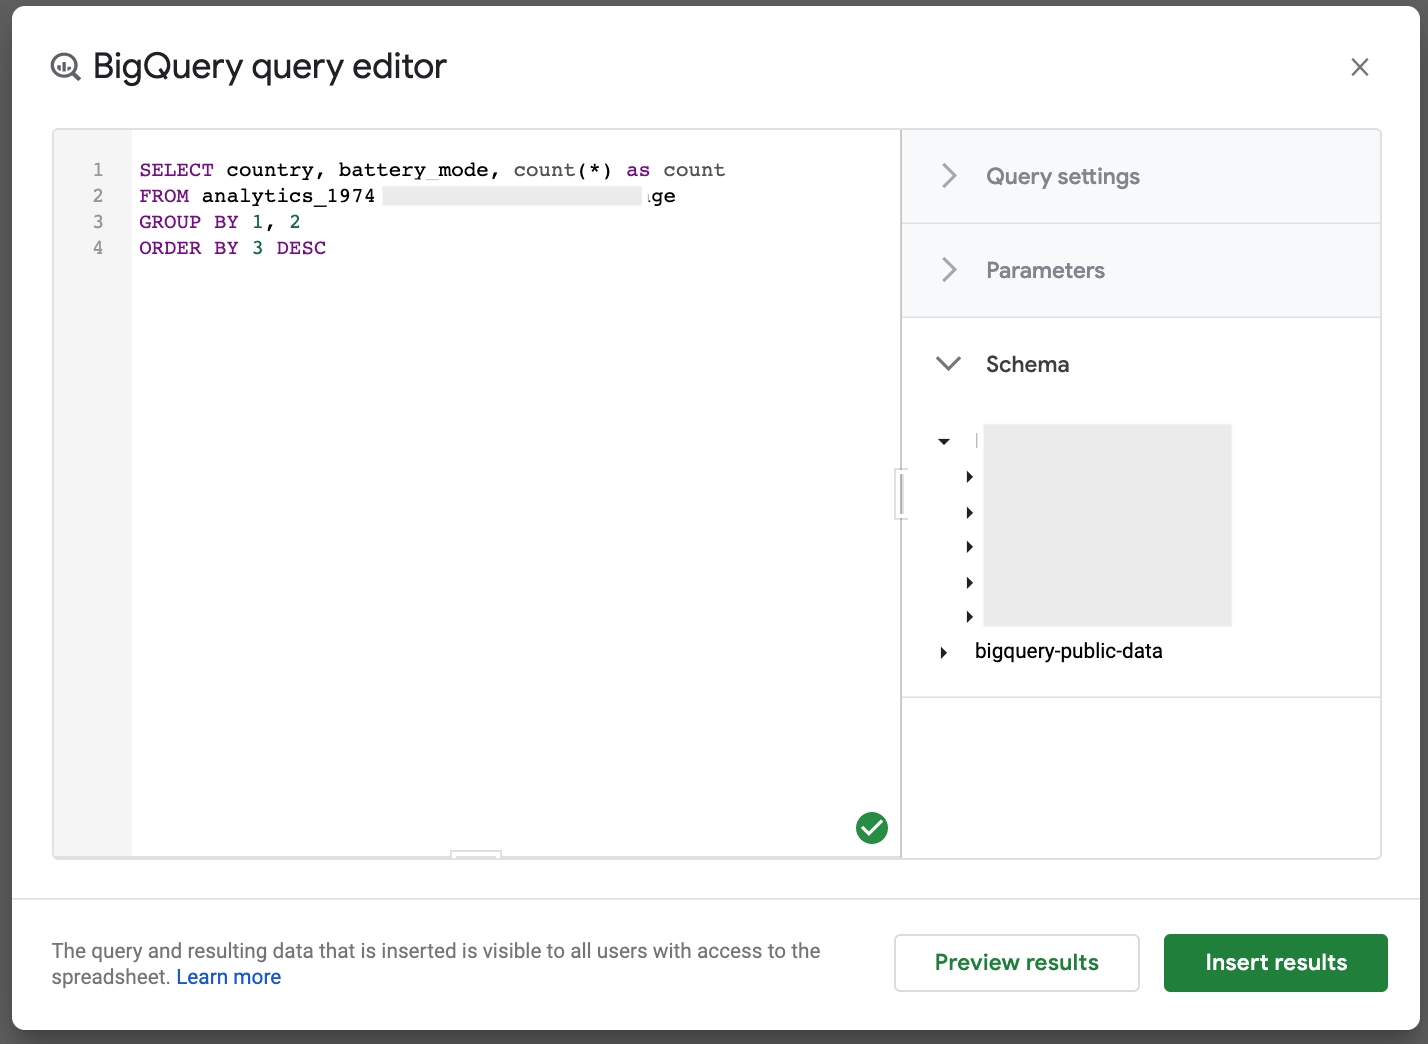 BigQuery query editor
1 SELECT country, battery_mode, count(*) as count
2 FROM analytics_1974 ge
3 GROUP BY 1, 2
4 ORDER BY 3 DESC
Query settings
Parameters
Schema
bigquery-public-data
The query and resulting data that is inserted is visible to all users with access to the
spreadsheet. Learn more
Preview results
Insert results